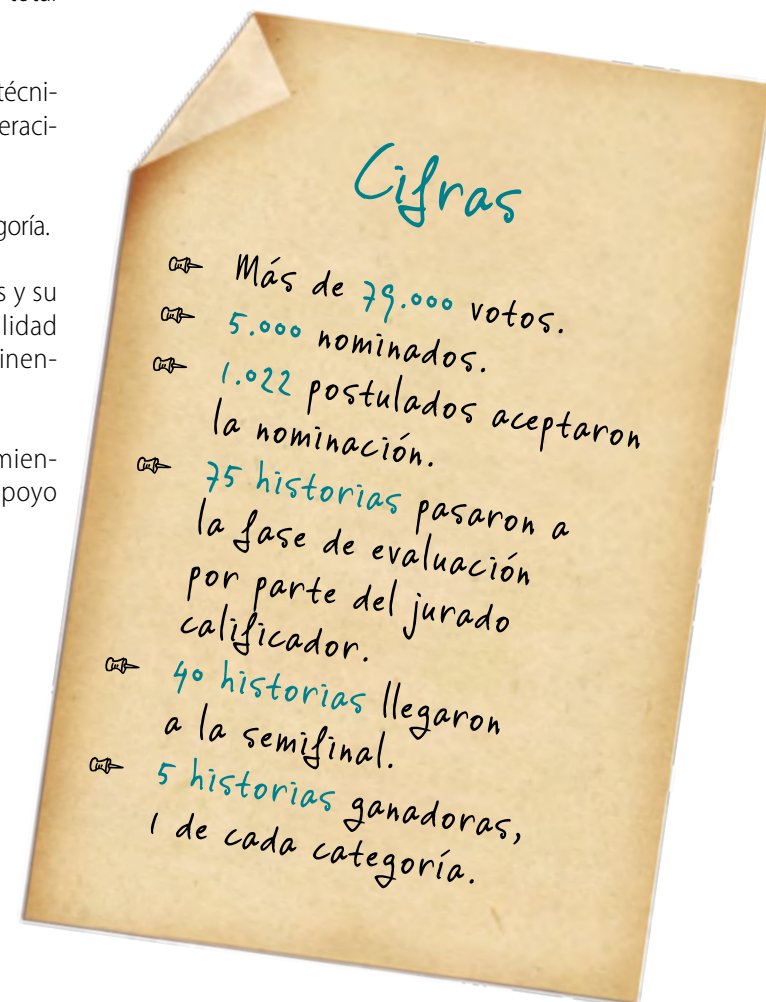 total
técni-
eraci-
goría.
s y su
lidad
inen-
mien-
poyo
Cifras
Más de 79.000 votos.
5.000 nominados.
1.022 postulados aceptaron
la nominación.
75 historias pasaron a
la fase de evaluación
por parte del jurado
calificador.
40 historias llegaron
a la semifinal.
5 historias ganadoras,
1 de cada categoría.